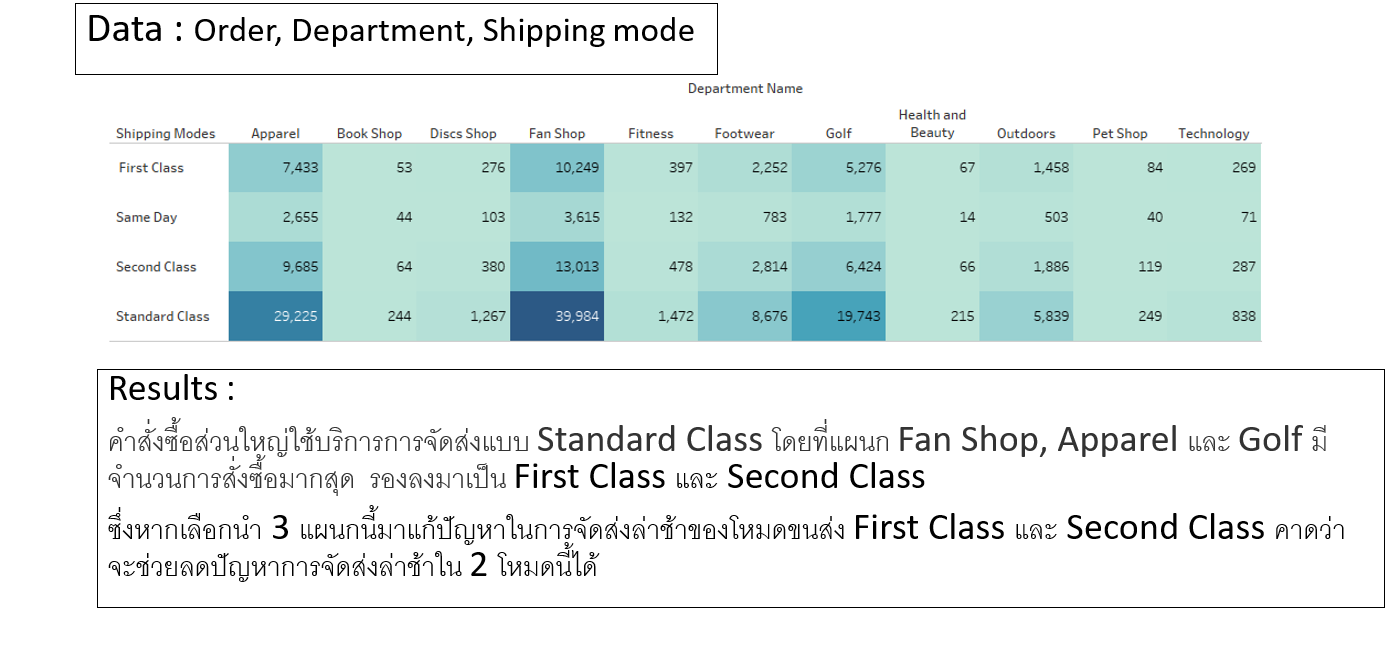 Data : Order, Department, Shipping mode
Department Name
Shipping Modes Apparel Book Shop Discs Shop Fan Shop Fitness Footwear Golf Health and Beauty Outdoors Pet Shop Technology
First Class 7,433 53 276 10,249 397 2,252 5,276 67 1,458 84 269
Same Day 2,655 44 103 3,615 132 783 1,777 14 503 40 71
Second Class 9,685 64 380 13,013 478 2,814 6,424 66 1,886 119 287
Standard Class 29,225 244 1,267 39,984 1,472 8,676 19,743 215 5,839 249 838
Results :
คำสั่งซื้อส่วนใหญ่ใช้บริการการจัดส่งแบบ Standard Class โดยที่แผนก Fan Shop, Apparel และ Golf มี
จำนวนการสั่งซื้อมากสุด รองลงมาเป็น First Class และ Second Class
ซึ่งหากเลือกนำ 3 แผนกนี้มาแก้ปัญหาในการจัดส่งล่าช้าของโหมดขนส่ง First Class และ Second Class คาดว่า
จะช่วยลดปัญหาการจัดส่งล่าช้าใน 2 โหมดนี้ได้